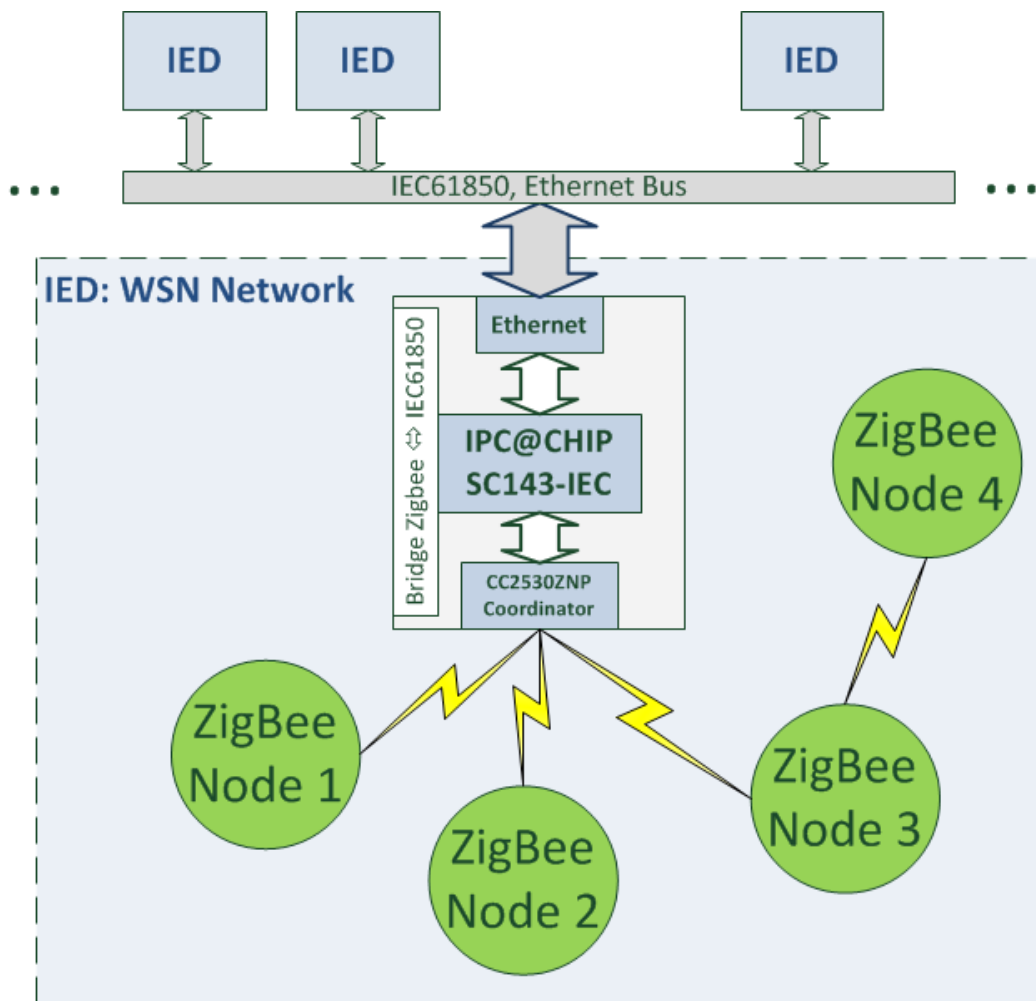 IED
IED
IED
... IEC61850, Ethernet Bus ...
IED: WSN Network
Ethernet
Bridge Zigbee ⇔ IEC61850
IPC@CHIP
SC143-IEC
CC2530ZNP
Coordinator
ZigBee
Node 4
ZigBee
Node 1
ZigBee
Node 3
ZigBee
Node 2